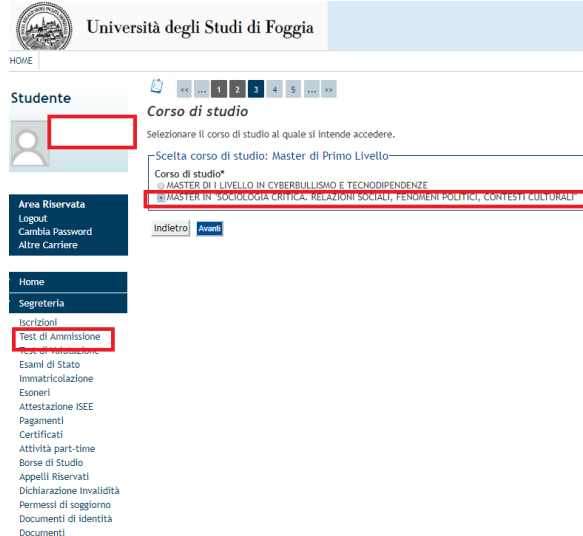 Università degli Studi di Foggia
HOME
Studente
Area Riservata
Logout
Cambia Password
Altre Carriere
Home
Segreteria
Iscrizioni
Test di Ammissione
Test di Valutazione
Esami di Stato
Immatricolazione
Esoneri
Attestazione ISEE
Pagamenti
Certificati
Attività part-time
Borse di Studio
Appelli Riservati
Dichiarazione Invalidità
Permessi di soggiorno
Documenti di identità
Documenti
<< ... 1 2 3 4 5 ... >>
Corso di studio
Selezionare il corso di studio al quale si intende accedere.
Scelta corso di studio: Master di Primo Livello
Corso di studio*
MASTER DI I LIVELLO IN CYBERBULLISMO E TECNODIPENDENZE
MASTER IN "SOCIOLOGIA CRITICA. RELAZIONI SOCIALI, FENOMENI POLITICI, CONTESTI CULTURALI"
Indietro Avanti